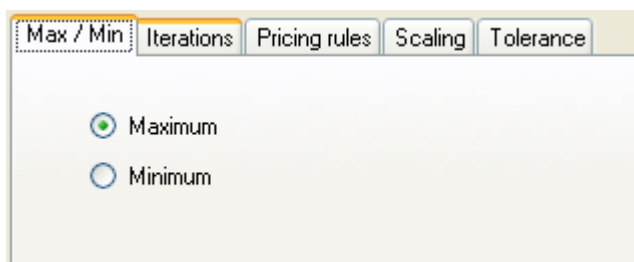 Max / Min Iterations Pricing rules Scaling Tolerance
Maximum
Minimum